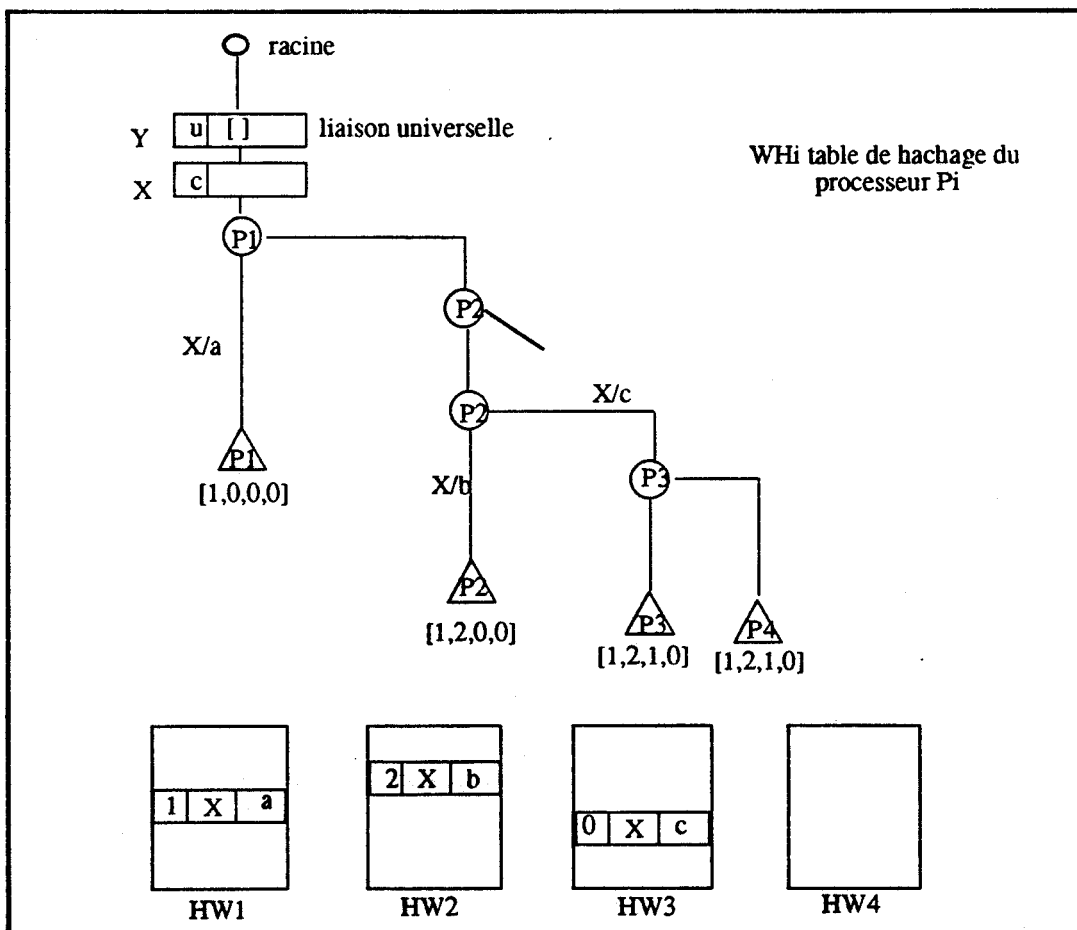 racine
Y u [ ] liaison universelle
X c
WHi table de hachage du
processeur Pi
P1
P2
X/a
P2 X/c
P1
[1,0,0,0]
X/b
P3
P2
[1,2,0,0]
P3 P4
[1,2,1,0] [1,2,1,0]
1 X a
2 X b
0 X c
HW1 HW2 HW3 HW4